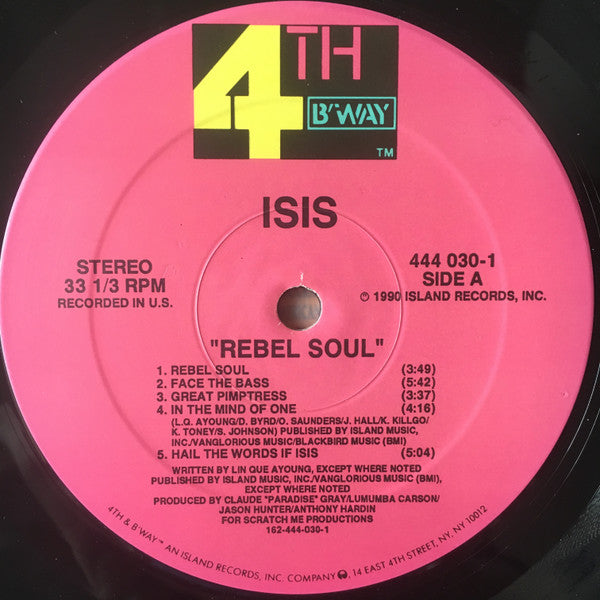 4TH
B'WAY
TM
ISIS
STEREO
33 1/3 RPM
RECORDED IN U.S.
444 030-1
SIDE A
℗ 1990 ISLAND RECORDS, INC.
"REBEL SOUL"
1. REBEL SOUL (3:49)
2. FACE THE BASS (5:42)
3. GREAT PIMPTRESS (3:37)
4. IN THE MIND OF ONE (4:16)
(L.Q. AYOUNG/D. BYRD/O. SAUNDERS/J. HALL/K. KILLGO/
K. TONEY/S. JOHNSON) PUBLISHED BY ISLAND MUSIC,
INC./VANGLORIOUS MUSIC/BLACKBIRD MUSIC (BMI)
5. HAIL THE WORDS IF ISIS (5:04)
WRITTEN BY LIN QUE AYOUNG, EXCEPT WHERE NOTED
PUBLISHED BY ISLAND MUSIC, INC./VANGLORIOUS MUSIC (BMI),
EXCEPT WHERE NOTED
PRODUCED BY CLAUDE "PARADISE" GRAY/LUMUMBA CARSON/
JASON HUNTER/ANTHONY HARDIN
FOR SCRATCH ME PRODUCTIONS
162-444-030-1
4TH & B'WAY™ AN ISLAND RECORDS, INC. COMPANY, 14 EAST 4TH STREET, NY, NY 10012